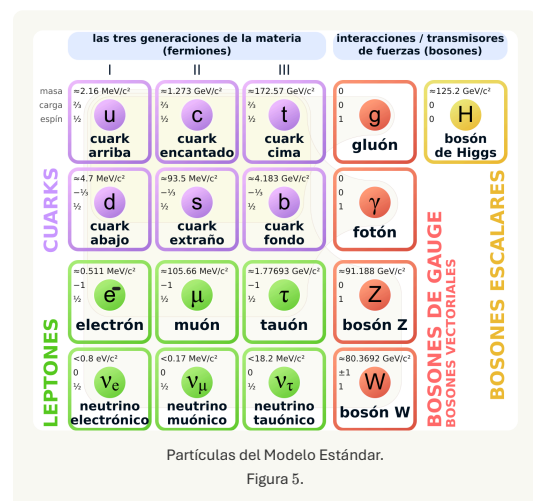 las tres generaciones de la materia
(fermiones)
interacciones / transmisores
de fuerzas (bosones)
I
II
III
masa
carga
espín
≈2.16 MeV/c²
⅔
½
u
cuark
arriba
≈1.273 GeV/c²
⅔
½
c
cuark
encantado
≈172.57 GeV/c²
⅔
½
t
cuark
cima
0
0
1
g
gluón
≈125.2 GeV/c²
0
0
H
bosón
de Higgs
CUARKS
≈4.7 MeV/c²
−⅓
½
d
cuark
abajo
≈93.5 MeV/c²
−⅓
½
s
cuark
extraño
≈4.183 GeV/c²
−⅓
½
b
cuark
fondo
0
0
1
γ
fotón
LEPTONES
≈0.511 MeV/c²
−1
½
e⁻
electrón
≈105.66 MeV/c²
−1
½
μ
muón
≈1.77693 GeV/c²
−1
½
τ
tauón
≈91.188 GeV/c²
0
1
Z
bosón Z
<0.8 eV/c²
0
½
νe
neutrino
electrónico
<0.17 MeV/c²
0
½
νμ
neutrino
muónico
<18.2 MeV/c²
0
½
ντ
neutrino
tauónico
≈80.3692 GeV/c²
±1
1
W
bosón W
BOSONES DE GAUGE
BOSONES VECTORIALES
BOSONES ESCALARES
Partículas del Modelo Estándar.
Figura 5.